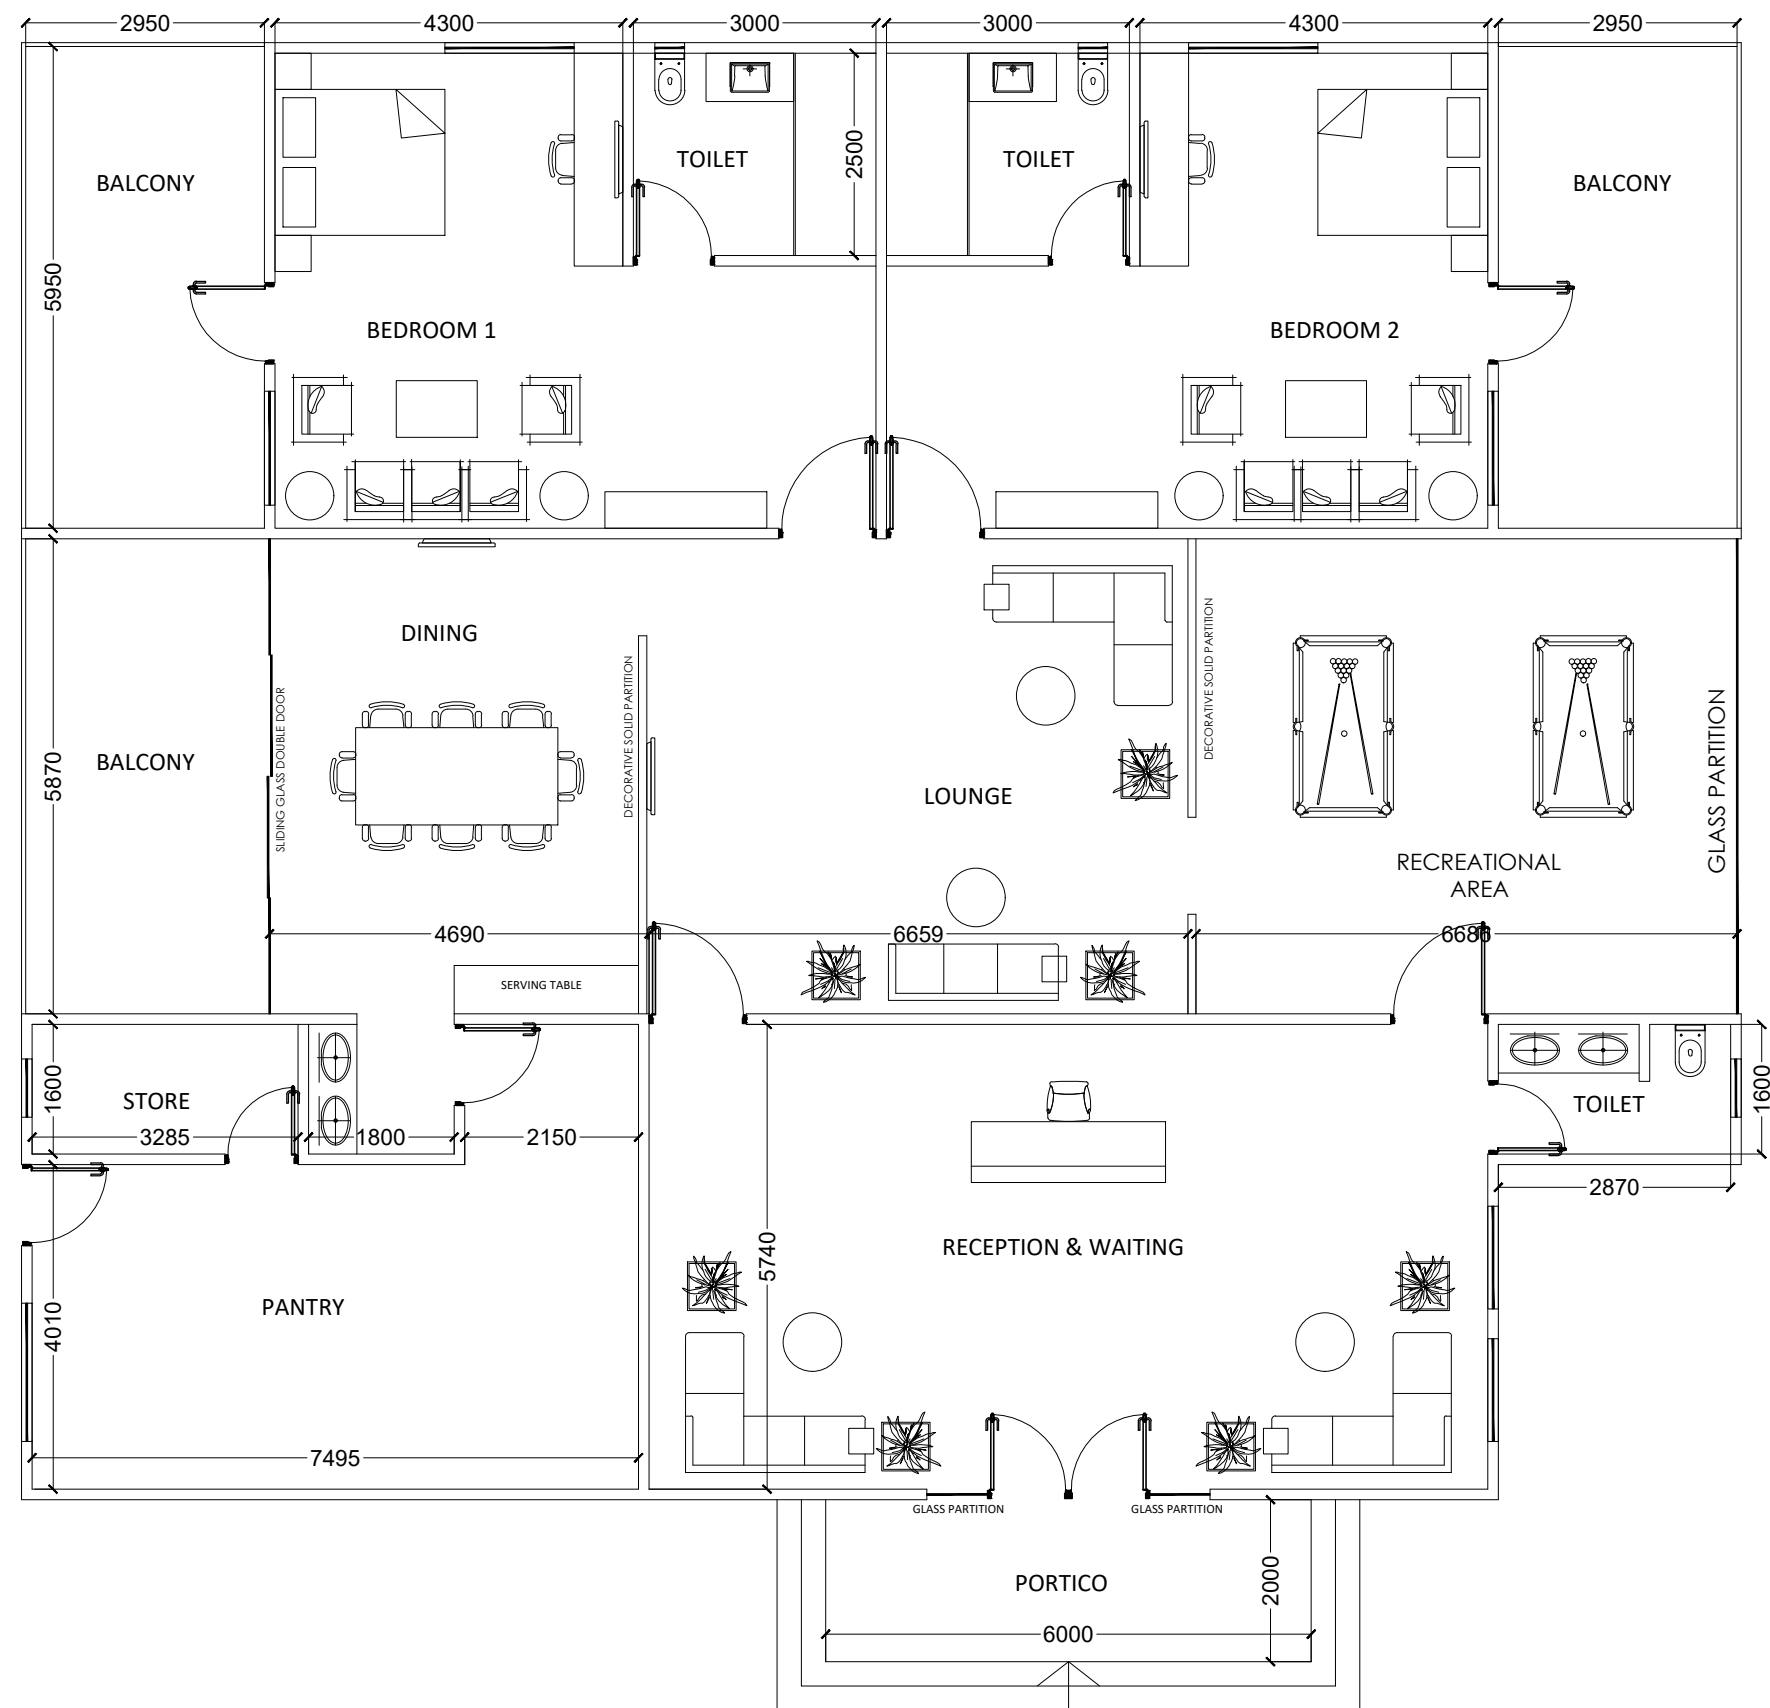 2950
4300
3000
3000
4300
2950
TOILET
TOILET
2500
BALCONY
BALCONY
5950
BEDROOM 1
BEDROOM 2
DINING
SLIDING GLASS DOUBLE DOOR
DECORATIVE SOLID PARTITION
DECORATIVE SOLID PARTITION
GLASS PARTITION
BALCONY
5870
LOUNGE
RECREATIONAL
AREA
4690
6659
6686
SERVING TABLE
1600
STORE
3285
1800
2150
TOILET
1600
2870
5740
RECEPTION & WAITING
PANTRY
4010
7495
GLASS PARTITION
GLASS PARTITION
PORTICO
2000
6000